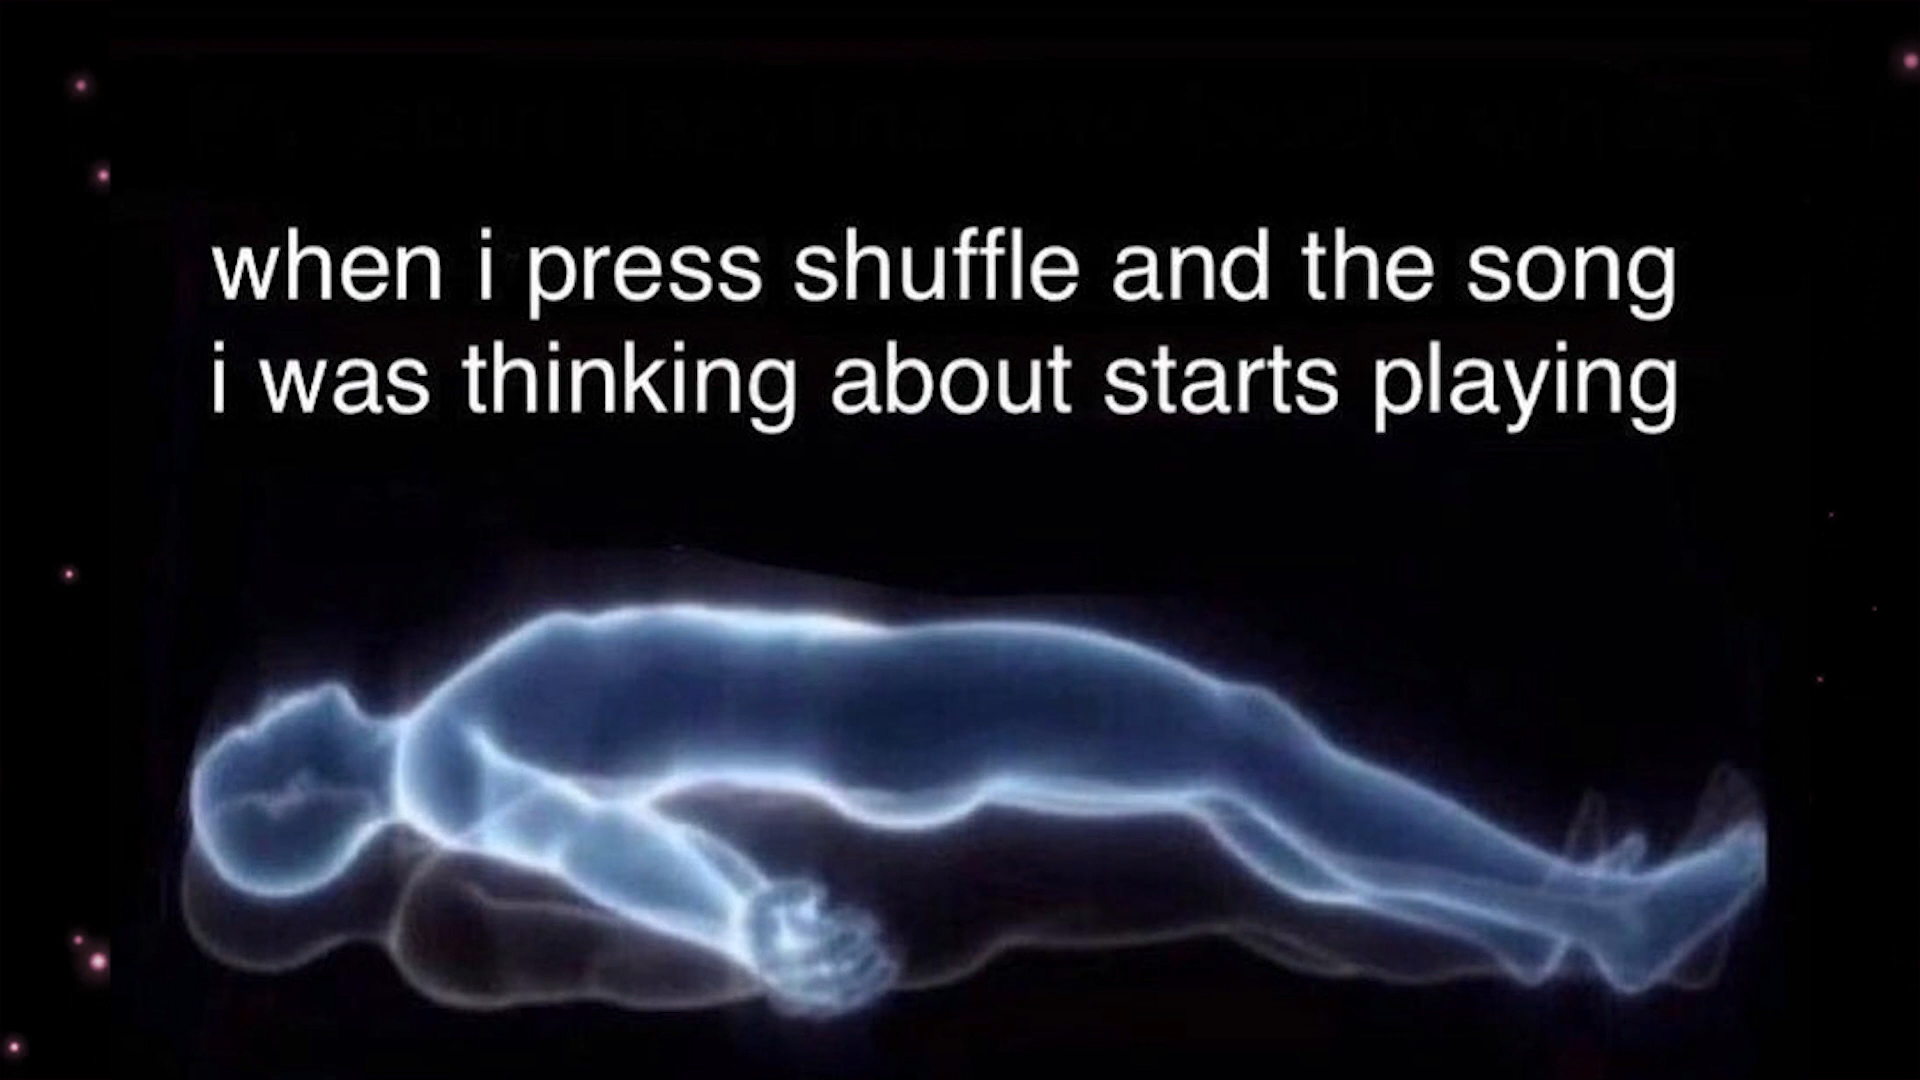 when i press shuffle and the song
i was thinking about starts playing